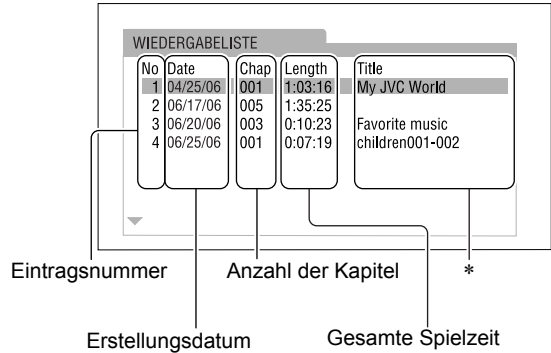 WIEDERGABELISTE
No Date Chap Length Title
1 04/25/06 001 1:03:16 My JVC World
2 06/17/06 005 1:35:25
3 06/20/06 003 0:10:23 Favorite music
4 06/25/06 001 0:07:19 children001-002
Eintragsnummer Anzahl der Kapitel *
Erstellungsdatum Gesamte Spielzeit